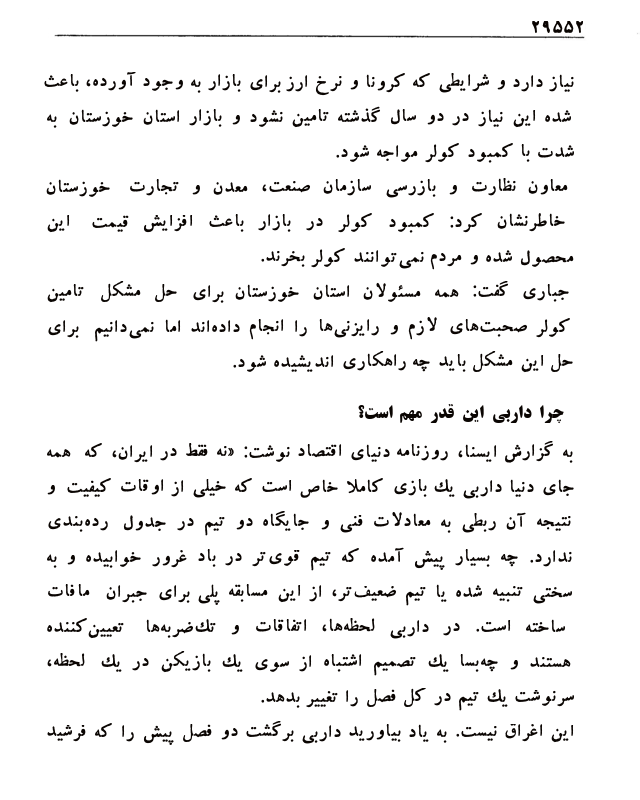 ۲۹۵۵۲
نیاز دارد و شرایطی که کرونا و نرخ ارز برای بازار به وجود آورده، باعث
شده این نیاز در دو سال گذشته تامین نشود و بازار استان خوزستان به
شدت با کمبود کولر مواجه شود.
معاون نظارت و بازرسی سازمان صنعت، معدن و تجارت خوزستان
خاطرنشان کرد: کمبود کولر در بازار باعث افزایش قیمت این
محصول شده و مردم نمی‌توانند کولر بخرند.
جباری گفت: همه مسئولان استان خوزستان برای حل مشکل تامین
کولر صحبت‌های لازم و رایزنی‌ها را انجام داده‌اند اما نمی‌دانیم برای
حل این مشکل باید چه راهکاری اندیشیده شود.
چرا داربی این قدر مهم است؟
به گزارش ایسنا، روزنامه دنیای اقتصاد نوشت: «نه فقط در ایران، که همه
جای دنیا داربی یك بازی کاملا خاص است که خیلی از اوقات کیفیت و
نتیجه آن ربطی به معادلات فنی و جایگاه دو تیم در جدول رده‌بندی
ندارد. چه بسیار پیش آمده که تیم قوی‌تر در باد غرور خوابیده و به
سختی تنبیه شده یا تیم ضعیف‌تر، از این مسابقه پلی برای جبران مافات
ساخته است. در داربی لحظه‌ها، اتفاقات و تك‌ضربه‌ها تعیین‌کننده
هستند و چه‌بسا یك تصمیم اشتباه از سوی یك بازیکن در یك لحظه،
سرنوشت یك تیم در کل فصل را تغییر بدهد.
این اغراق نیست. به یاد بیاورید داربی برگشت دو فصل پیش را که فرشید